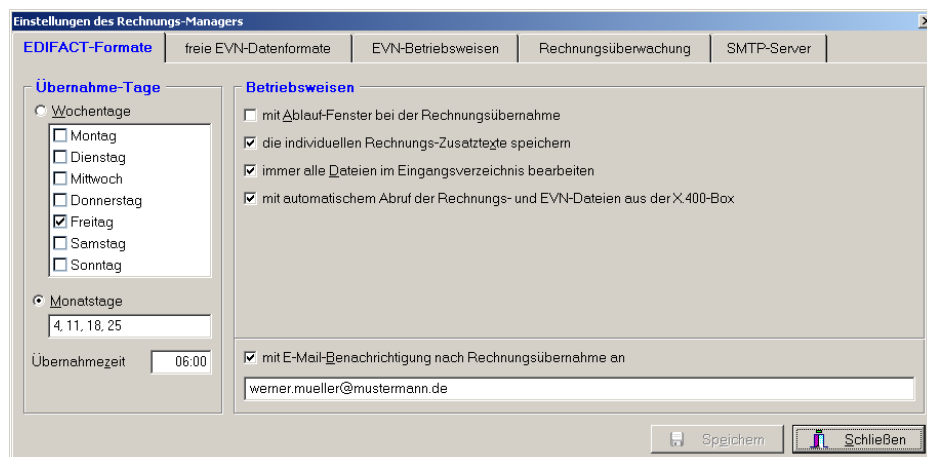 Einstellungen des Rechnungs-Managers
EDIFACT-Formate freie EVN-Datenformate EVN-Betriebsweisen Rechnungsüberwachung SMTP-Server
Übernahme-Tage
Wochentage
Montag
Dienstag
Mittwoch
Donnerstag
Freitag
Samstag
Sonntag
Monatstage
4, 11, 18, 25
Übernahmezeit 06:00
Betriebsweisen
mit Ablauf-Fenster bei der Rechnungsübernahme
die individuellen Rechnungs-Zusatztexte speichern
immer alle Dateien im Eingangsverzeichnis bearbeiten
mit automatischem Abruf der Rechnungs- und EVN-Dateien aus der X.400-Box
mit E-Mail-Benachrichtigung nach Rechnungsübernahme an
werner.mueller@mustermann.de
Speichern Schließen